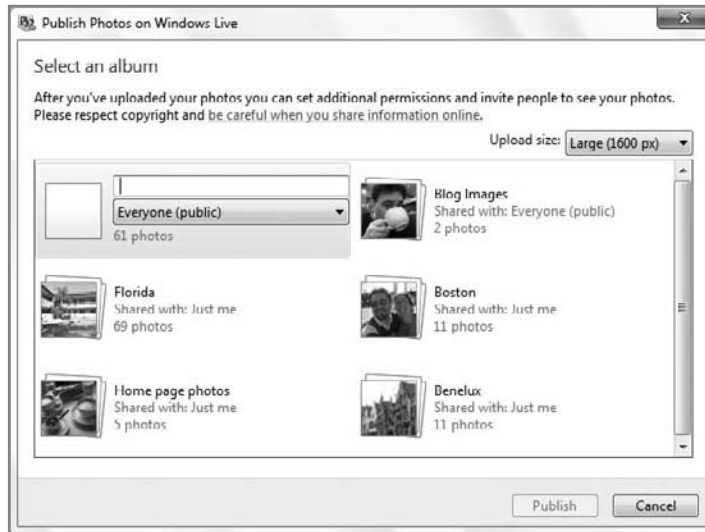 Publish Photos on Windows Live
Select an album
After you've uploaded your photos you can set additional permissions and invite people to see your photos.
Please respect copyright and be careful when you share information online.
Upload size: Large (1600 px)
Everyone (public)
61 photos
Blog Images
Shared with: Everyone (public)
2 photos
Florida
Shared with: Just me
69 photos
Boston
Shared with: Just me
11 photos
Home page photos
Shared with: Just me
5 photos
Benelux
Shared with: Just me
11 photos
Publish
Cancel